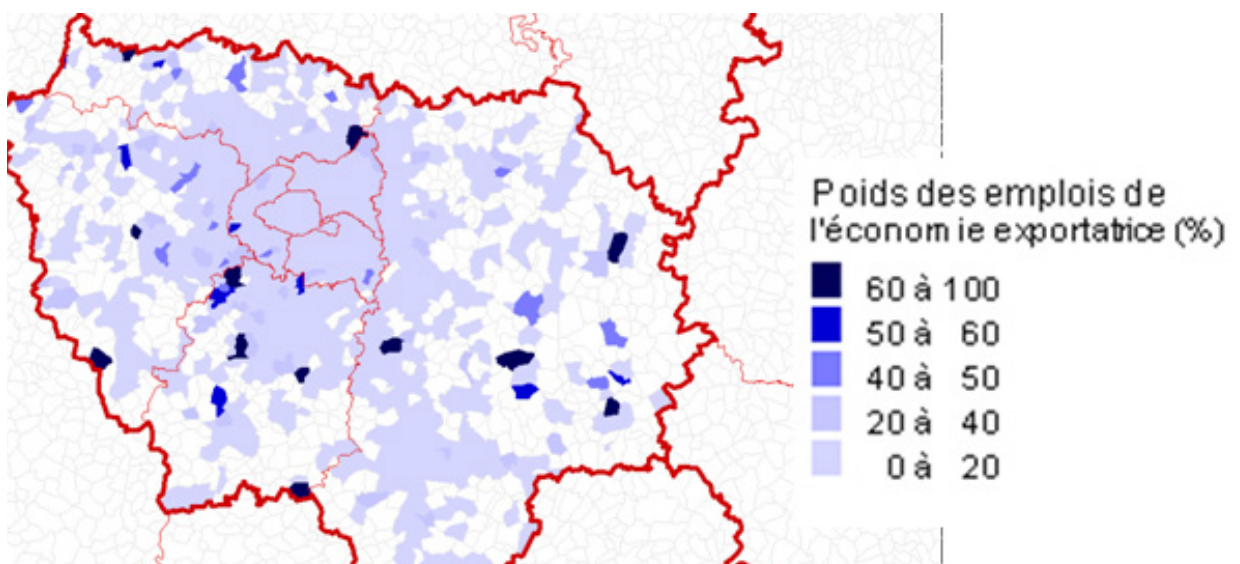 Poids des emplois de
l'économie exportatrice (%)
60 à 100
50 à 60
40 à 50
20 à 40
0 à 20